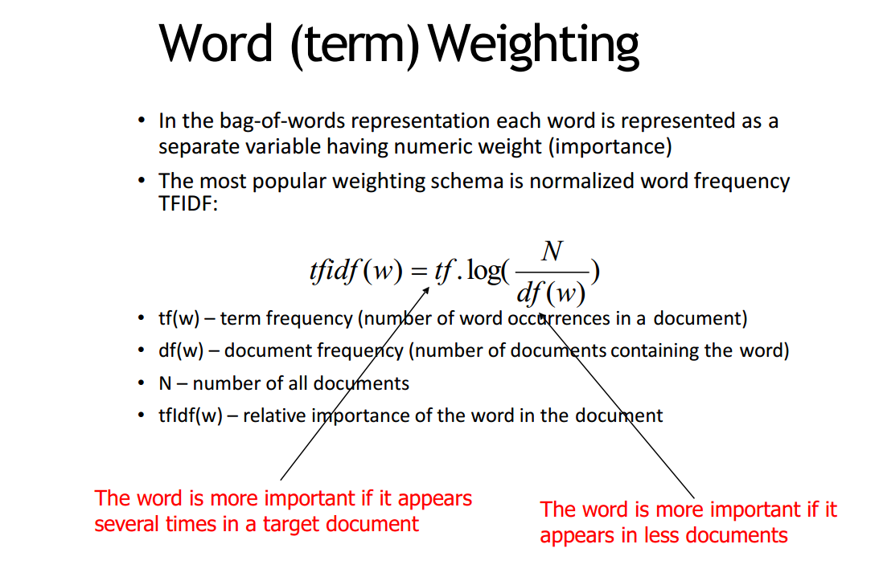 Word (term) Weighting
• In the bag-of-words representation each word is represented as a
separate variable having numeric weight (importance)
• The most popular weighting schema is normalized word frequency
TFIDF:
tfidf(w) = tf . log( N / df(w) )
• tf(w) – term frequency (number of word occurrences in a document)
• df(w) – document frequency (number of documents containing the word)
• N – number of all documents
• tfIdf(w) – relative importance of the word in the document
The word is more important if it appears
several times in a target document
The word is more important if it
appears in less documents